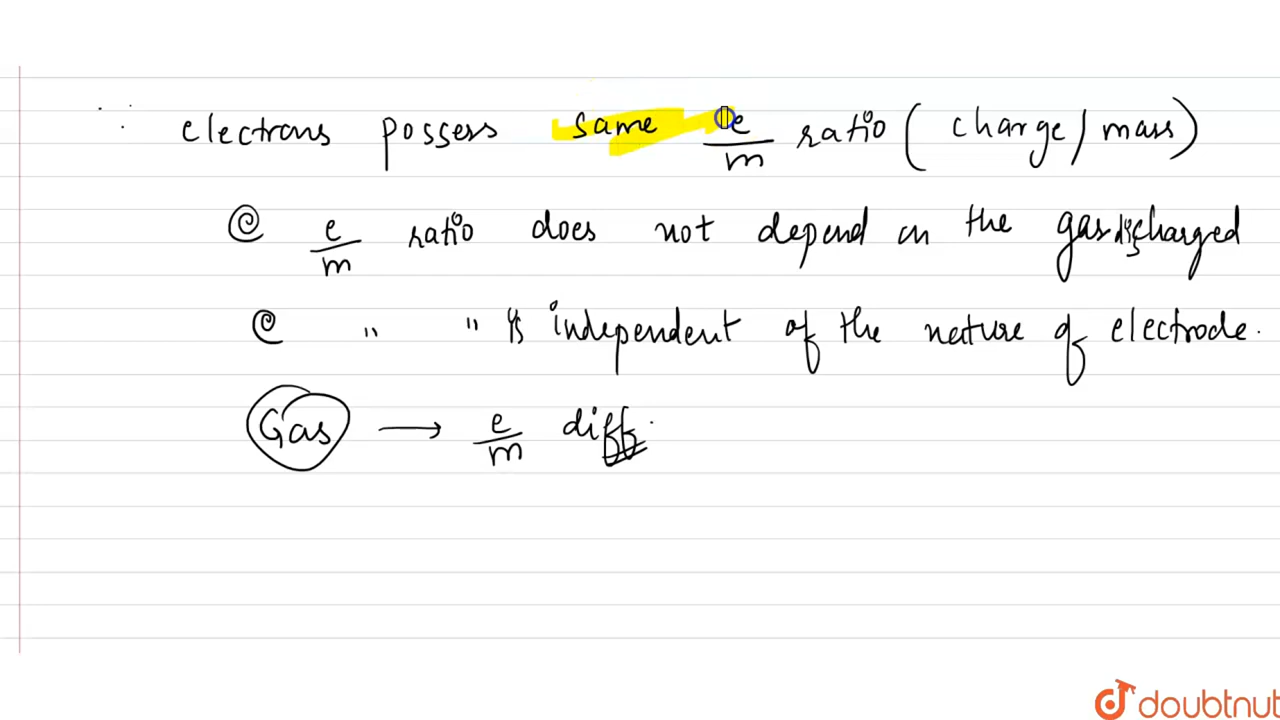 ∵ electrons possess same e/m ratio (charge/mass)
@ e/m ratio does not depend on the gas discharged
@ " " is independent of the nature of electrode.
Gas → e/m diff.
doubtnut